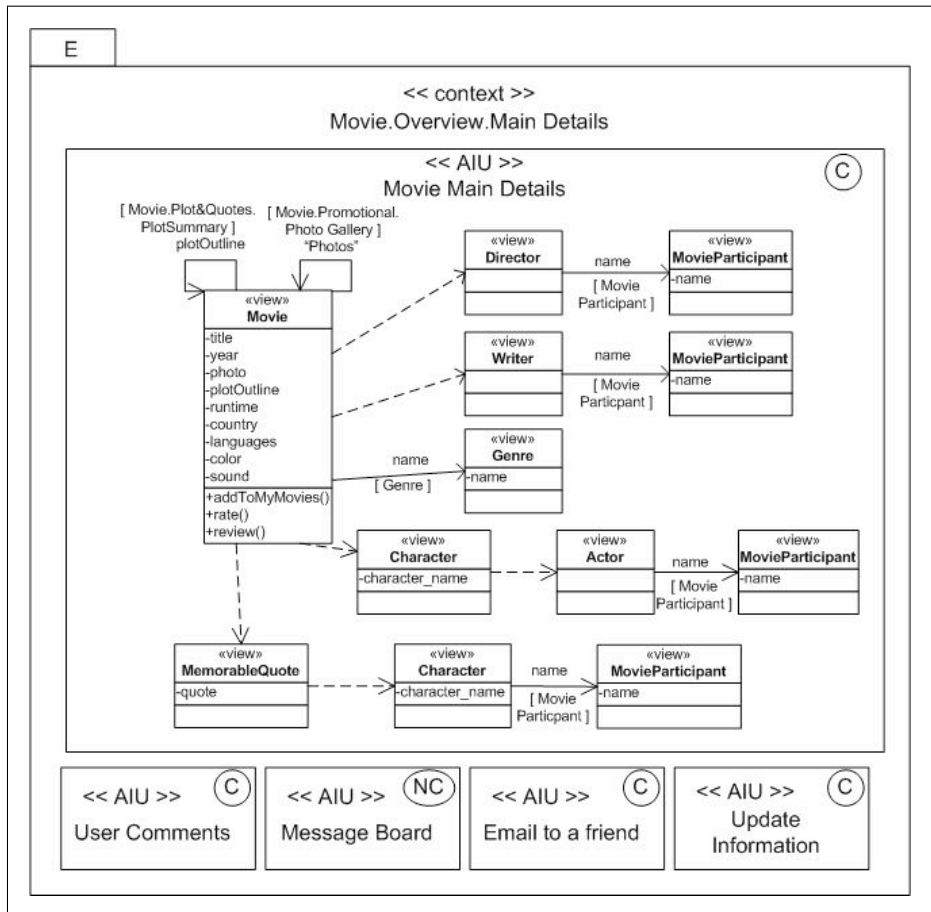 E
<< context >>
Movie.Overview.Main Details
<< AIU >>
C
Movie Main Details
[ Movie.Plot&Quotes.
PlotSummary ]
plotOutline
[ Movie.Promotional.
Photo Gallery ]
“Photos”
«view»
Movie
-title
-year
-photo
-plotOutline
-runtime
-country
-languages
-color
-sound
+addToMyMovies()
+rate()
+review()
«view»
Director
name
[ Movie
Participant ]
«view»
MovieParticipant
-name
«view»
Writer
name
[ Movie
Particpant ]
«view»
MovieParticipant
-name
name
[ Genre ]
«view»
Genre
-name
«view»
Character
-character_name
«view»
Actor
name
[ Movie
Participant ]
«view»
MovieParticipant
-name
«view»
MemorableQuote
-quote
«view»
Character
-character_name
name
[ Movie
Particpant ]
«view»
MovieParticipant
-name
<< AIU >>
C
User Comments
<< AIU >>
NC
Message Board
<< AIU >>
C
Email to a friend
<< AIU >>
C
Update
Information